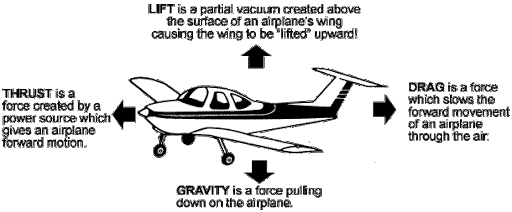 LIFT is a partial vacuum created above
the surface of an airplane's wing
causing the wing to be "lifted" upward!
THRUST is a
force created by a
power source which
gives an airplane
forward motion.
DRAG is a force
which slows the
forward movement
of an airplane
through the air.
GRAVITY is a force pulling
down on the airplane.